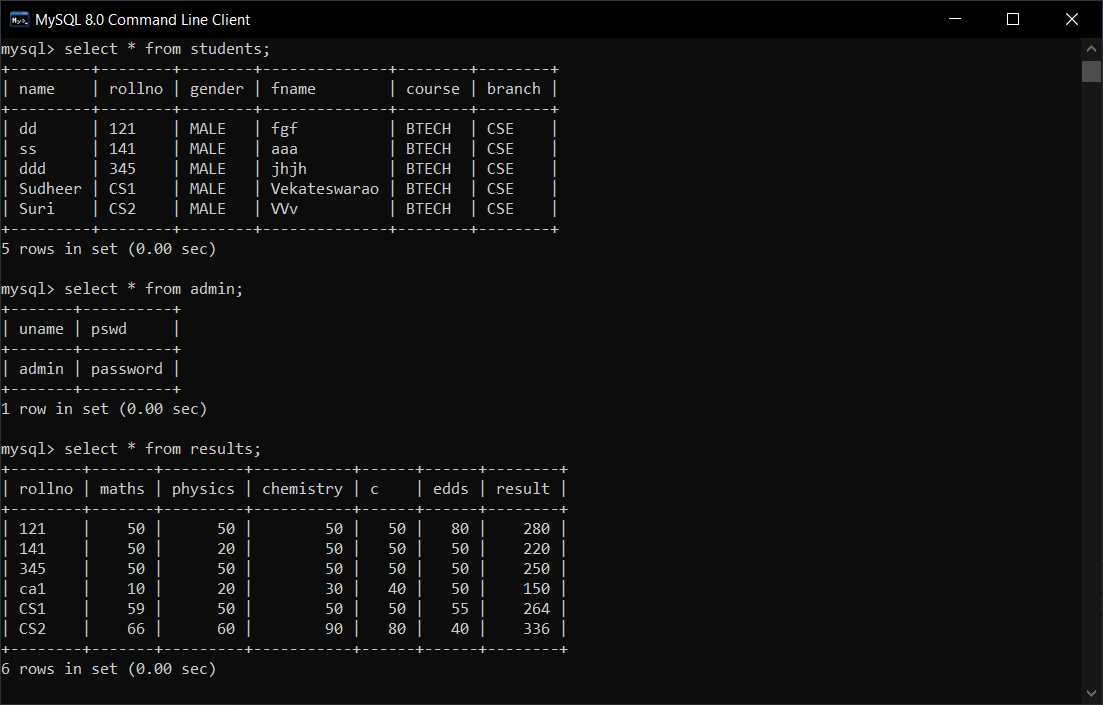 MySQL 8.0 Command Line Client
mysql> select * from students;
+---------+--------+--------+--------------+--------+--------+
| name    | rollno | gender | fname        | course | branch |
+---------+--------+--------+--------------+--------+--------+
| dd      | 121    | MALE   | fgf          | BTECH  | CSE    |
| ss      | 141    | MALE   | aaa          | BTECH  | CSE    |
| ddd     | 345    | MALE   | jhjh         | BTECH  | CSE    |
| Sudheer | CS1    | MALE   | Vekateswarao | BTECH  | CSE    |
| Suri    | CS2    | MALE   | VVv          | BTECH  | CSE    |
+---------+--------+--------+--------------+--------+--------+
5 rows in set (0.00 sec)

mysql> select * from admin;
+-------+----------+
| uname | pswd     |
+-------+----------+
| admin | password |
+-------+----------+
1 row in set (0.00 sec)

mysql> select * from results;
+--------+-------+---------+-----------+------+------+--------+
| rollno | maths | physics | chemistry | c    | edds | result |
+--------+-------+---------+-----------+------+------+--------+
| 121    |    50 |      50 |        50 |   50 |   80 |    280 |
| 141    |    50 |      20 |        50 |   50 |   50 |    220 |
| 345    |    50 |      50 |        50 |   50 |   50 |    250 |
| ca1    |    10 |      20 |        30 |   40 |   50 |    150 |
| CS1    |    59 |      50 |        50 |   50 |   55 |    264 |
| CS2    |    66 |      60 |        90 |   80 |   40 |    336 |
+--------+-------+---------+-----------+------+------+--------+
6 rows in set (0.00 sec)